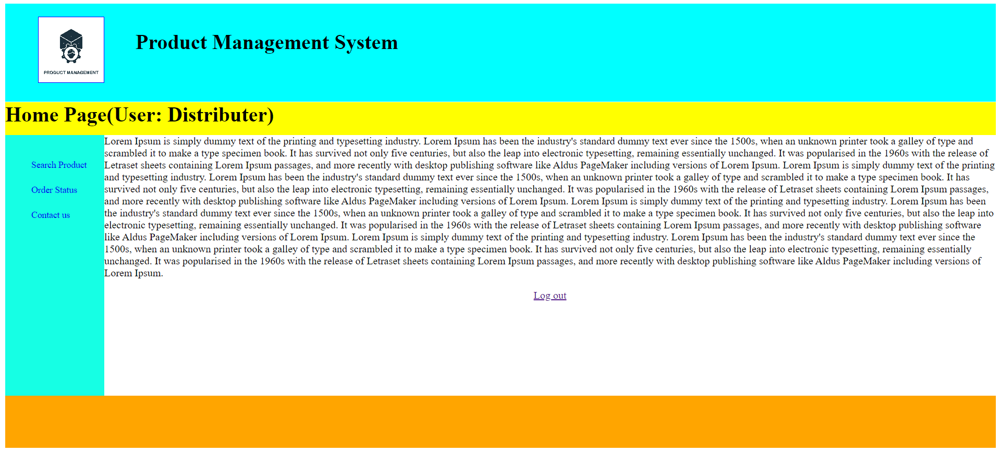 PRODUCT MANAGEMENT
Product Management System
Home Page(User: Distributer)
Search Product
Order Status
Contact us
Lorem Ipsum is simply dummy text of the printing and typesetting industry. Lorem Ipsum has been the industry's standard dummy text ever since the 1500s, when an unknown printer took a galley of type and
scrambled it to make a type specimen book. It has survived not only five centuries, but also the leap into electronic typesetting, remaining essentially unchanged. It was popularised in the 1960s with the release of
Letraset sheets containing Lorem Ipsum passages, and more recently with desktop publishing software like Aldus PageMaker including versions of Lorem Ipsum. Lorem Ipsum is simply dummy text of the printing
and typesetting industry. Lorem Ipsum has been the industry's standard dummy text ever since the 1500s, when an unknown printer took a galley of type and scrambled it to make a type specimen book. It has
survived not only five centuries, but also the leap into electronic typesetting, remaining essentially unchanged. It was popularised in the 1960s with the release of Letraset sheets containing Lorem Ipsum passages,
and more recently with desktop publishing software like Aldus PageMaker including versions of Lorem Ipsum. Lorem Ipsum is simply dummy text of the printing and typesetting industry. Lorem Ipsum has been
the industry's standard dummy text ever since the 1500s, when an unknown printer took a galley of type and scrambled it to make a type specimen book. It has survived not only five centuries, but also the leap into
electronic typesetting, remaining essentially unchanged. It was popularised in the 1960s with the release of Letraset sheets containing Lorem Ipsum passages, and more recently with desktop publishing software
like Aldus PageMaker including versions of Lorem Ipsum. Lorem Ipsum is simply dummy text of the printing and typesetting industry. Lorem Ipsum has been the industry's standard dummy text ever since the
1500s, when an unknown printer took a galley of type and scrambled it to make a type specimen book. It has survived not only five centuries, but also the leap into electronic typesetting, remaining essentially
unchanged. It was popularised in the 1960s with the release of Letraset sheets containing Lorem Ipsum passages, and more recently with desktop publishing software like Aldus PageMaker including versions of
Lorem Ipsum.
Log out